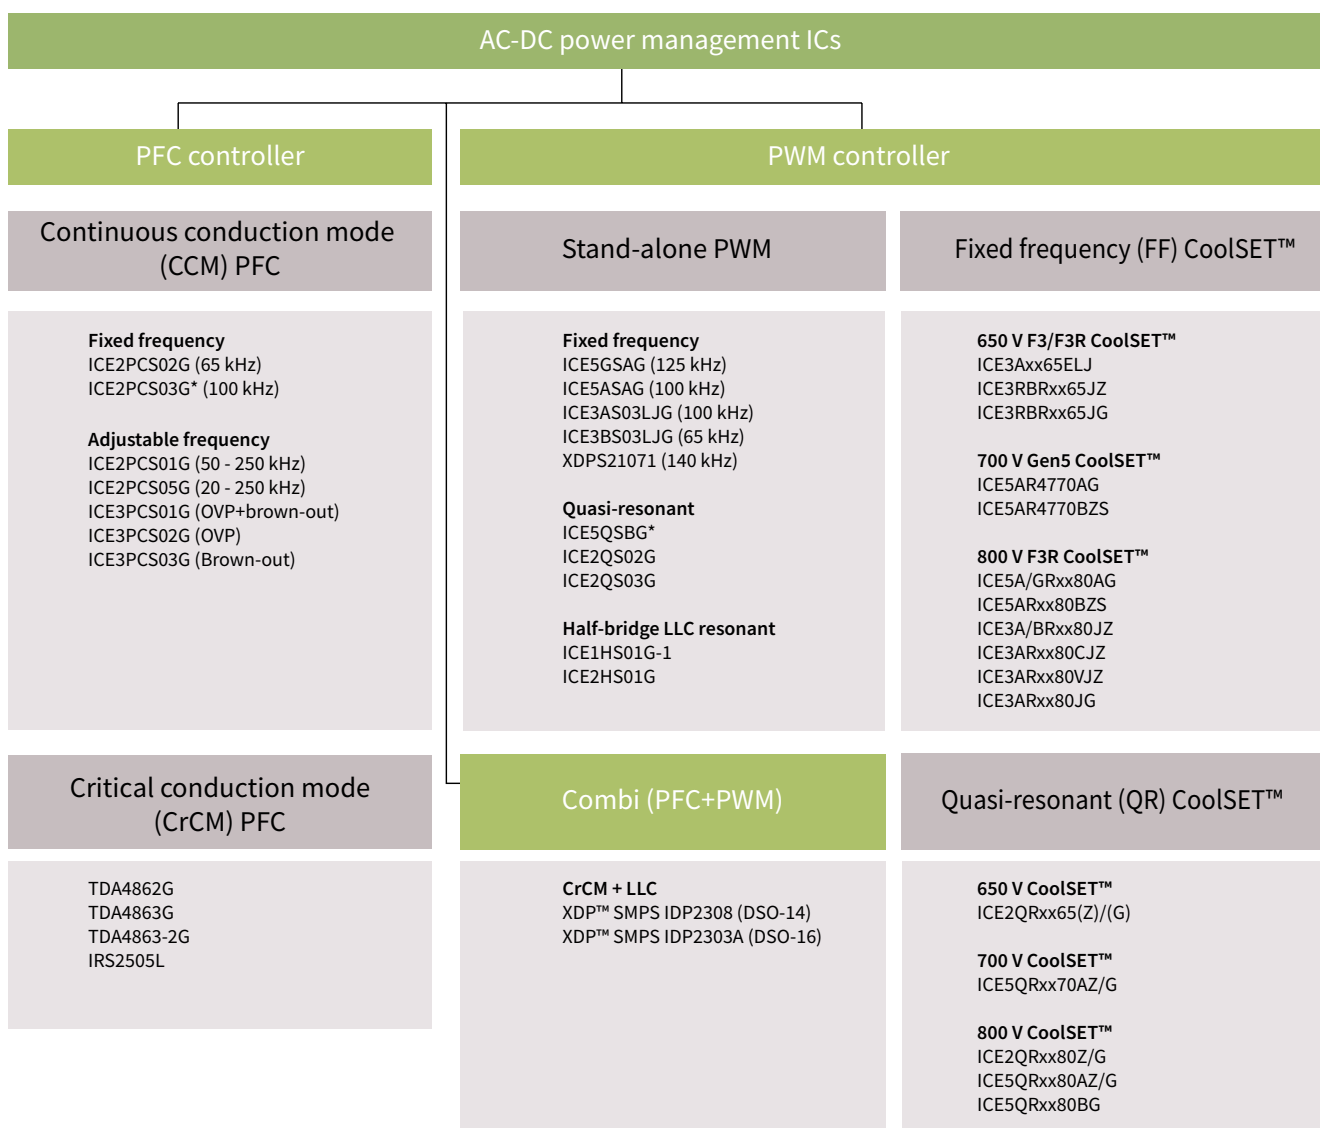 AC-DC power management ICs
PFC controller
PWM controller
Continuous conduction mode
(CCM) PFC
Fixed frequency
ICE2PCS02G (65 kHz)
ICE2PCS03G* (100 kHz)
Adjustable frequency
ICE2PCS01G (50 - 250 kHz)
ICE2PCS05G (20 - 250 kHz)
ICE3PCS01G (OVP+brown-out)
ICE3PCS02G (OVP)
ICE3PCS03G (Brown-out)
Stand-alone PWM
Fixed frequency
ICE5GSAG (125 kHz)
ICE5ASAG (100 kHz)
ICE3AS03LJG (100 kHz)
ICE3BS03LJG (65 kHz)
XDPS21071 (140 kHz)
Quasi-resonant
ICE5QSBG*
ICE2QS02G
ICE2QS03G
Half-bridge LLC resonant
ICE1HS01G-1
ICE2HS01G
Fixed frequency (FF) CoolSET™
650 V F3/F3R CoolSET™
ICE3Axx65ELJ
ICE3RBRxx65JZ
ICE3RBRxx65JG
700 V Gen5 CoolSET™
ICE5AR4770AG
ICE5AR4770BZS
800 V F3R CoolSET™
ICE5A/GRxx80AG
ICE5ARxx80BZS
ICE3A/BRxx80JZ
ICE3ARxx80CJZ
ICE3ARxx80VJZ
ICE3ARxx80JG
Critical conduction mode
(CrCM) PFC
TDA4862G
TDA4863G
TDA4863-2G
IRS2505L
Combi (PFC+PWM)
CrCM + LLC
XDP™ SMPS IDP2308 (DSO-14)
XDP™ SMPS IDP2303A (DSO-16)
Quasi-resonant (QR) CoolSET™
650 V CoolSET™
ICE2QRxx65(Z)/(G)
700 V CoolSET™
ICE5QRxx70AZ/G
800 V CoolSET™
ICE2QRxx80Z/G
ICE5QRxx80AZ/G
ICE5QRxx80BG